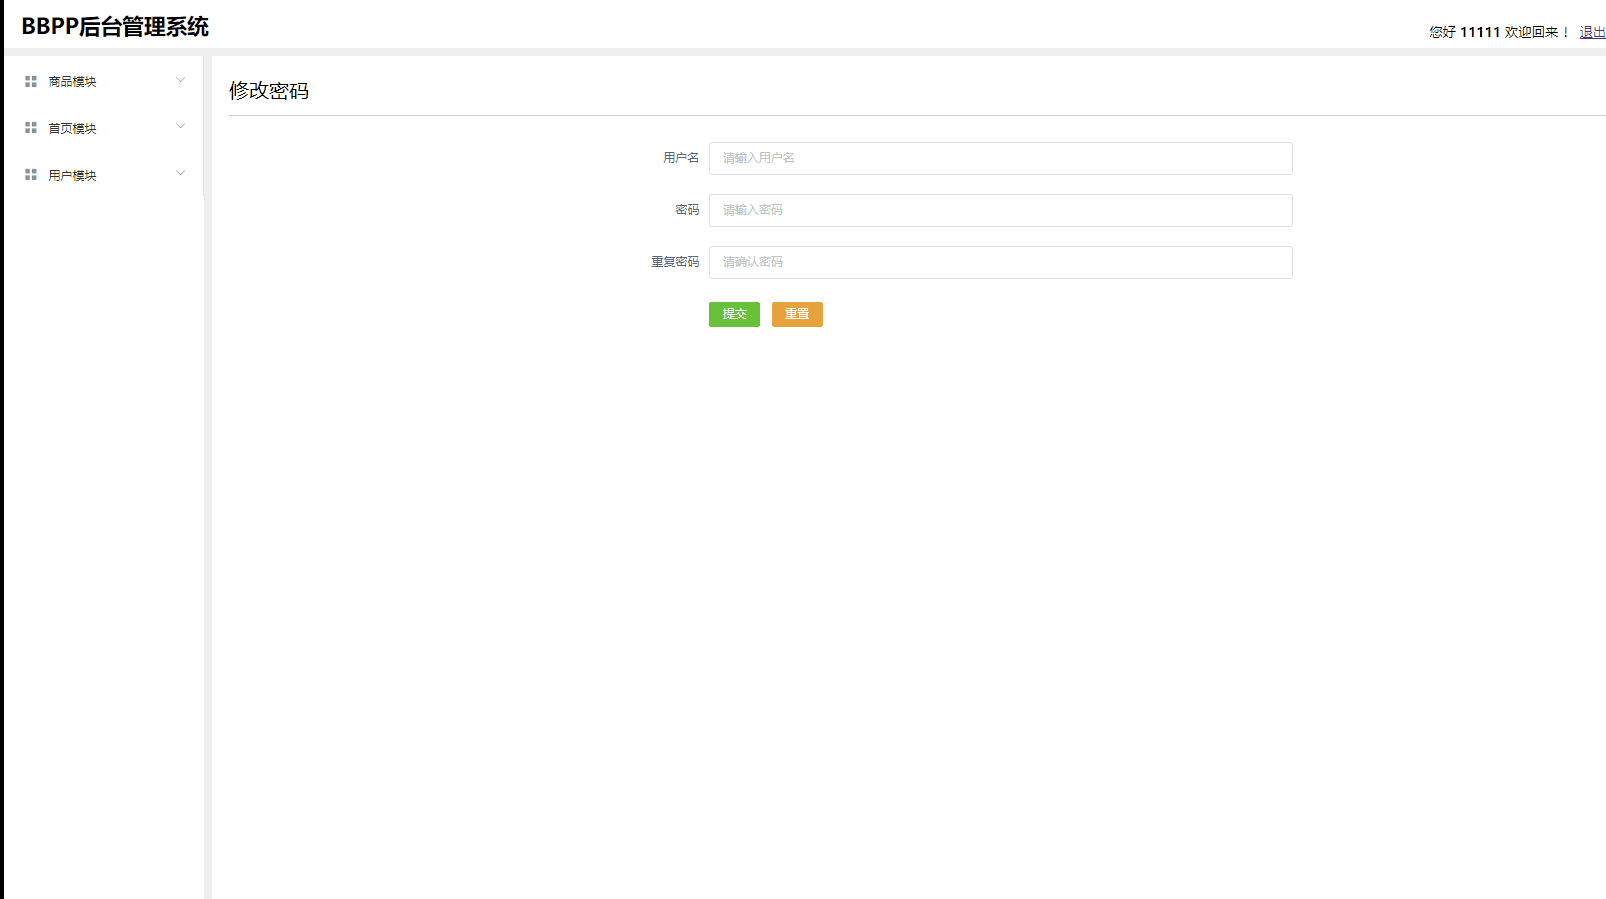 BBPP后台管理系统
您好 11111 欢迎回来！ 退出
商品模块
首页模块
用户模块
修改密码
用户名 请输入用户名
密码 请输入密码
重复密码 请确认密码
提交 重置